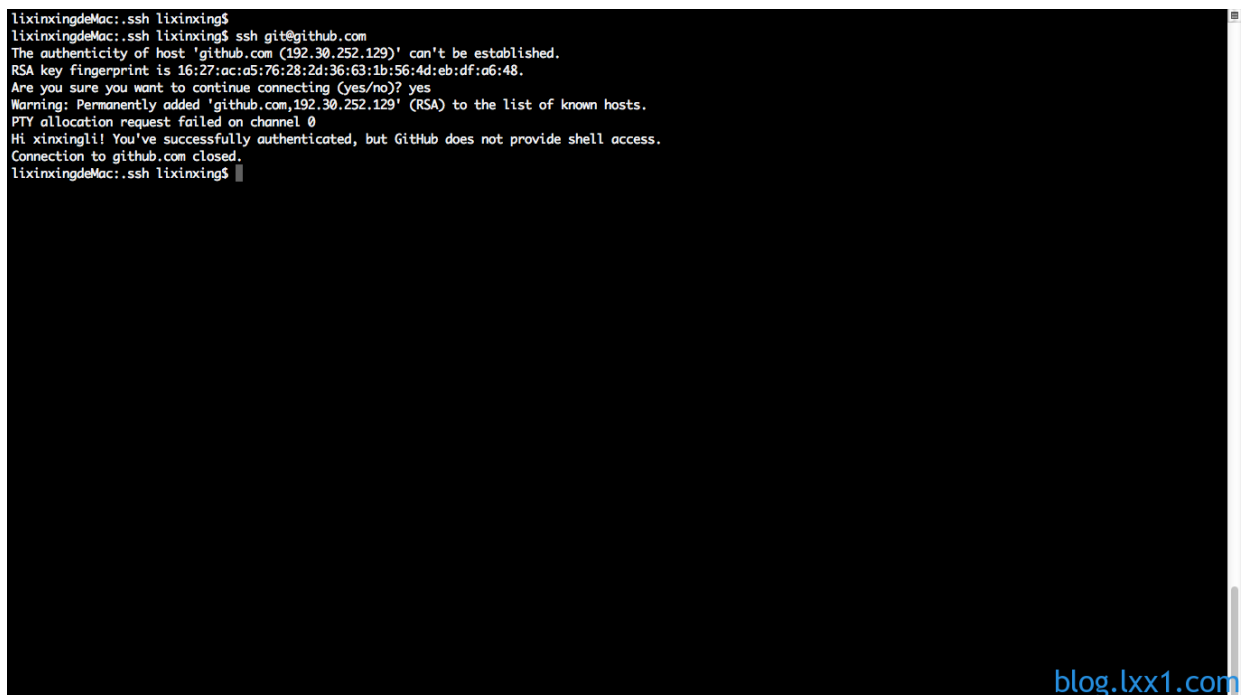 lixinxingdeMac:.ssh lixinxing$
lixinxingdeMac:.ssh lixinxing$ ssh git@github.com
The authenticity of host 'github.com (192.30.252.129)' can't be established.
RSA key fingerprint is 16:27:ac:a5:76:28:2d:36:63:1b:56:4d:eb:df:a6:48.
Are you sure you want to continue connecting (yes/no)? yes
Warning: Permanently added 'github.com,192.30.252.129' (RSA) to the list of known hosts.
PTY allocation request failed on channel 0
Hi xinxingli! You've successfully authenticated, but GitHub does not provide shell access.
Connection to github.com closed.
lixinxingdeMac:.ssh lixinxing$
blog.lxx1.com